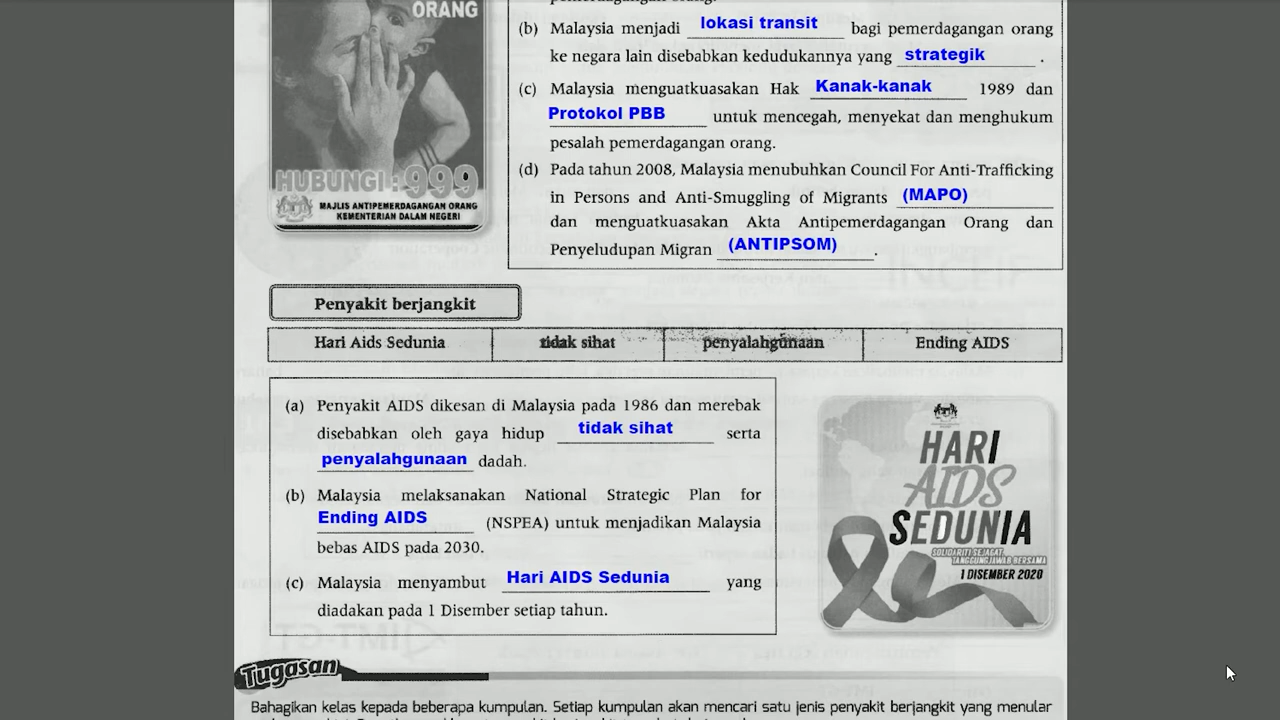 ORANG
HUBUNGI : 999
MAJLIS ANTIPEMERDAGANGAN ORANG
KEMENTERIAN DALAM NEGERI
(b) Malaysia menjadi lokasi transit bagi pemerdagangan orang
ke negara lain disebabkan kedudukannya yang strategik .
(c) Malaysia menguatkuasakan Hak Kanak-kanak 1989 dan
Protokol PBB untuk mencegah, menyekat dan menghukum
pesalah pemerdagangan orang.
(d) Pada tahun 2008, Malaysia menubuhkan Council For Anti-Trafficking
in Persons and Anti-Smuggling of Migrants (MAPO)
dan menguatkuasakan Akta Antipemerdagangan Orang dan
Penyeludupan Migran (ANTIPSOM) .
Penyakit berjangkit
Hari Aids Sedunia tidak sihat penyalahgunaan Ending AIDS
(a) Penyakit AIDS dikesan di Malaysia pada 1986 dan merebak
disebabkan oleh gaya hidup tidak sihat serta
penyalahgunaan dadah.
(b) Malaysia melaksanakan National Strategic Plan for
Ending AIDS (NSPEA) untuk menjadikan Malaysia
bebas AIDS pada 2030.
(c) Malaysia menyambut Hari AIDS Sedunia yang
diadakan pada 1 Disember setiap tahun.
HARI
AIDS
SEDUNIA
SOLIDARITI SEJAGAT,
TANGGUNGJAWAB BERSAMA
1 DISEMBER 2020
Tugasan
Bahagikan kelas kepada beberapa kumpulan. Setiap kumpulan akan mencari satu jenis penyakit berjangkit yang menular